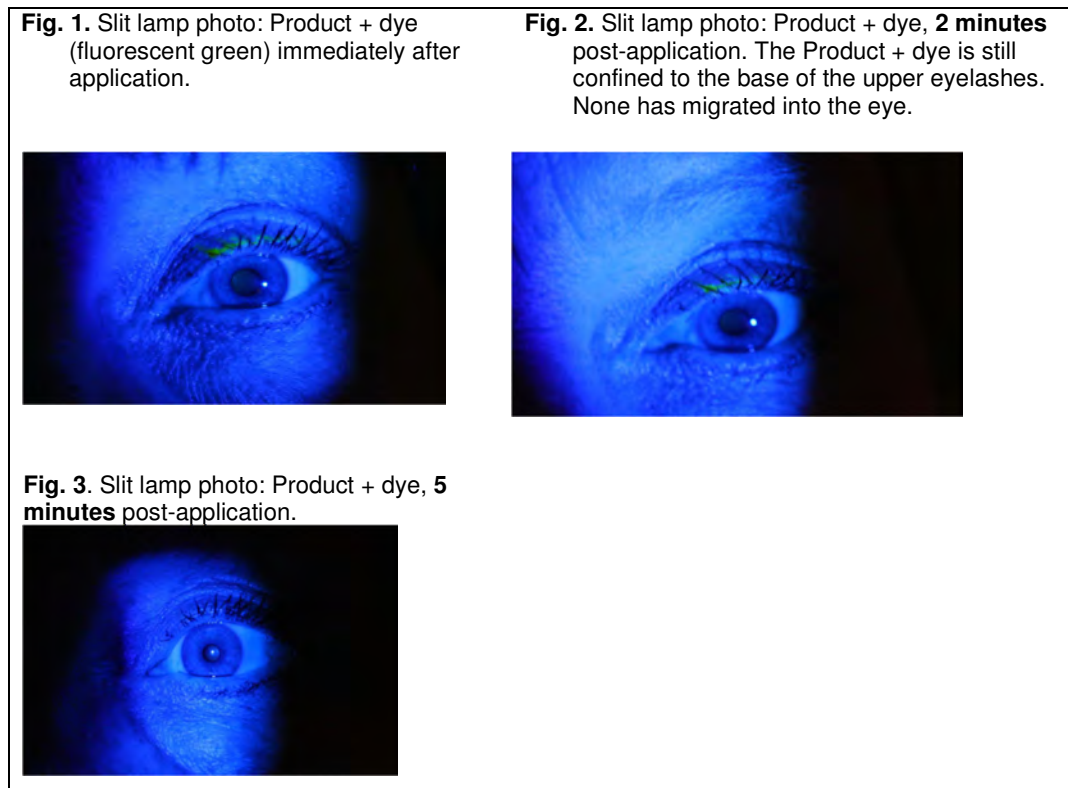 Fig. 1. Slit lamp photo: Product + dye
(fluorescent green) immediately after
application.
Fig. 2. Slit lamp photo: Product + dye, 2 minutes
post-application. The Product + dye is still
confined to the base of the upper eyelashes.
None has migrated into the eye.
Fig. 3. Slit lamp photo: Product + dye, 5
minutes post-application.